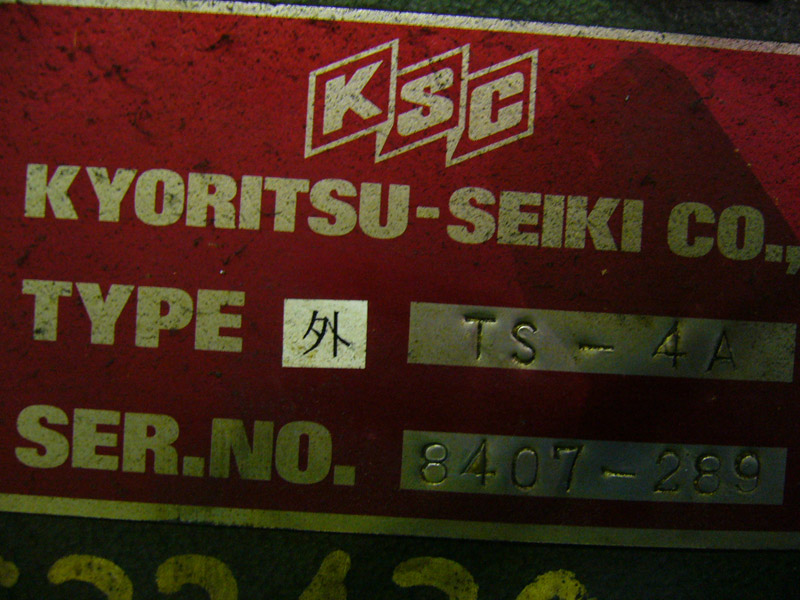 KSC
KYORITSU-SEIKI CO.,
TYPE 外 TS-4A
SER.NO. 8407-289